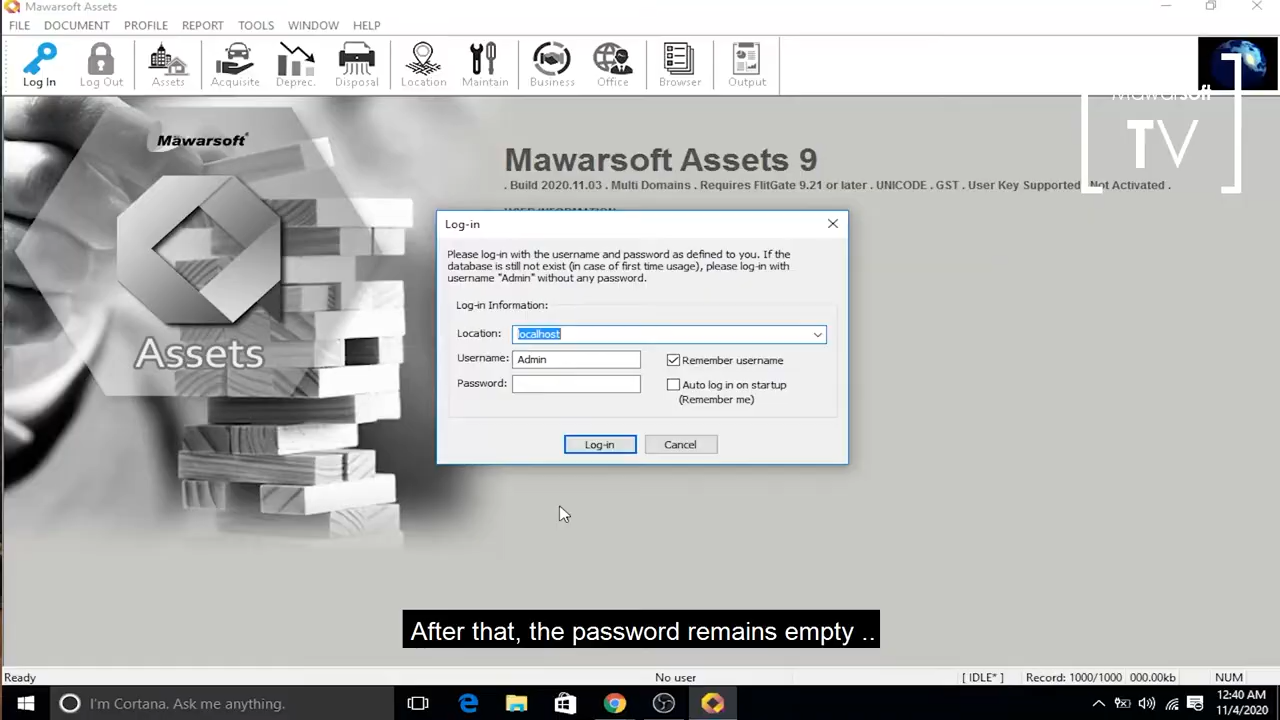 Mawarsoft Assets
FILE DOCUMENT PROFILE REPORT TOOLS WINDOW HELP
Log In Log Out Assets Acquisite Deprec. Disposal Location Maintain Business Office Browser Output
Mawarsoft
TV
Mawarsoft®
Assets
Mawarsoft Assets 9
. Build 2020.11.03 . Multi Domains . Requires FlitGate 9.21 or later . UNICODE . GST . User Key Supported . Not Activated .
USER INFORMATION
Log-in
Please log-in with the username and password as defined to you. If the
database is still not exist (in case of first time usage), please log-in with
username "Admin" without any password.
Log-in Information:
Location: localhost
Username: Admin Remember username
Password: Auto log in on startup
(Remember me)
Log-in Cancel
After that, the password remains empty ..
Ready No user [ IDLE* ] Record: 1000/1000 000.00kb NUM
I'm Cortana. Ask me anything.
12:40 AM
11/4/2020